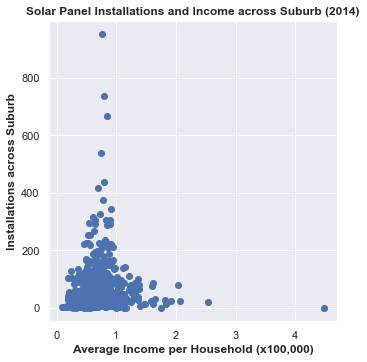 Solar Panel Installations and Income across Suburb (2014)
Installations across Suburb
800
600
400
200
0
0 1 2 3 4
Average Income per Household (x100,000)